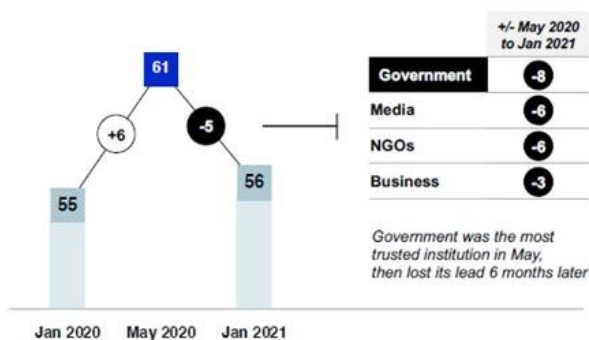 +/- May 2020
to Jan 2021
61
Government -8
+6
-5
Media -6
NGOs -6
55
56
Business -3
Government was the most
trusted institution in May,
then lost its lead 6 months later
Jan 2020 May 2020 Jan 2021